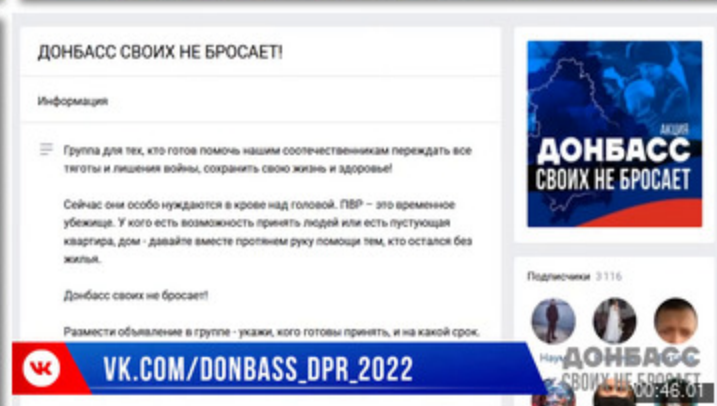 ДОНБАСС СВОИХ НЕ БРОСАЕТ!
Информация
Группа для тех, кто готов помочь нашим соотечественникам переждать все
тяготы и лишения войны, сохранить свою жизнь и здоровье!
Сейчас они особо нуждаются в крове над головой. ПВР – это временное
убежище. У кого есть возможность принять людей или есть пустующая
квартира, дом - давайте вместе протянем руку помощи тем, кто остался без
жилья.
Донбасс своих не бросает!
Размести объявление в группе - укажи, кого готовы принять, и на какой срок.
VK.COM/DONBASS_DPR_2022
АКЦИЯ
ДОНБАСС
СВОИХ НЕ БРОСАЕТ
Подписчики 3116
ДОНБАСС
СВОИХ НЕ БРОСАЕТ
00:46.01